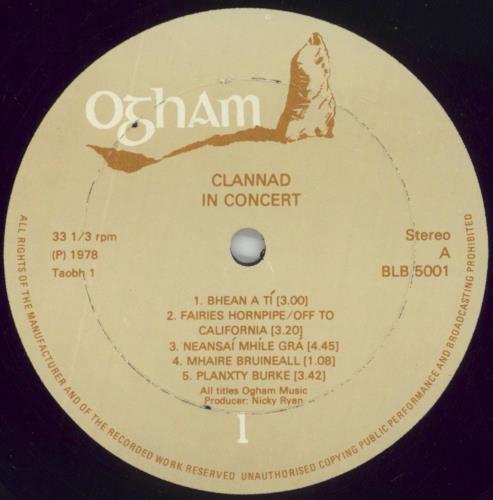 Ogham
CLANNAD
IN CONCERT
33 1/3 rpm
(P) 1978
Taobh 1
Stereo
A
BLB 5001
1. BHEAN A TÍ [3.00]
2. FAIRIES HORNPIPE/OFF TO
CALIFORNIA [3.20]
3. NEANSAÍ MHÍLE GRÁ [4.45]
4. MHAIRE BRUINEALL [1.08]
5. PLANXTY BURKE [3.42]
All titles Ogham Music
Producer: Nicky Ryan
1
ALL RIGHTS OF THE MANUFACTURER AND OF THE RECORDED WORK RESERVED UNAUTHORISED COPYING PUBLIC PERFORMANCE AND BROADCASTING PROHIBITED